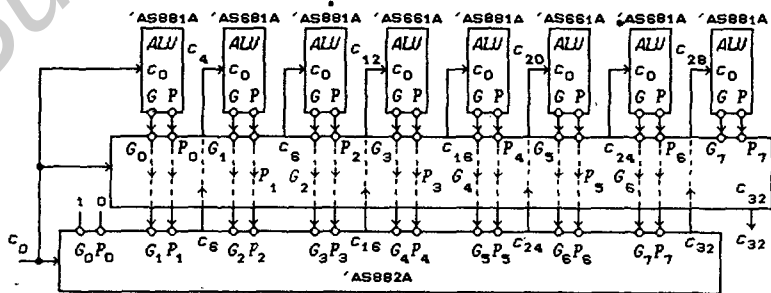 'AS881A 'AS681A 'AS881A 'AS661A 'AS881A 'AS661A 'AS681A 'AS881A
ALU C4 ALU ALU C12 ALU ALU C20 ALU ALU C28 ALU
C0 C0 C0 C0 C0 C0 C0 C0
G P G P G P G P G P G P G P G P
G0 P0 G1 C6 P2 G3 C16 P4 G5 C24 P6 G7 P7
P1 G2 P3 G4 P5 G6 C32
1 0
C0 G0 P0 G1 P1 C6 G2 P2 G3 P3 C16 G4 P4 G5 P5 C24 G6 P6 G7 P7 C32 C32
'AS882A